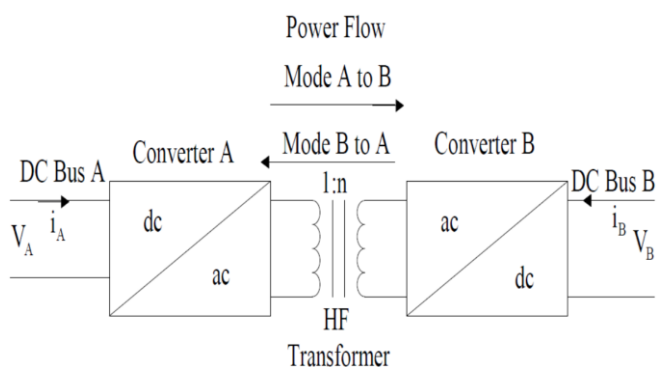 Power Flow
Mode A to B
Mode B to A
Converter A
Converter B
DC Bus A
1:n
DC Bus B
i_A
V_A
dc
ac
ac
dc
i_B
V_B
HF
Transformer